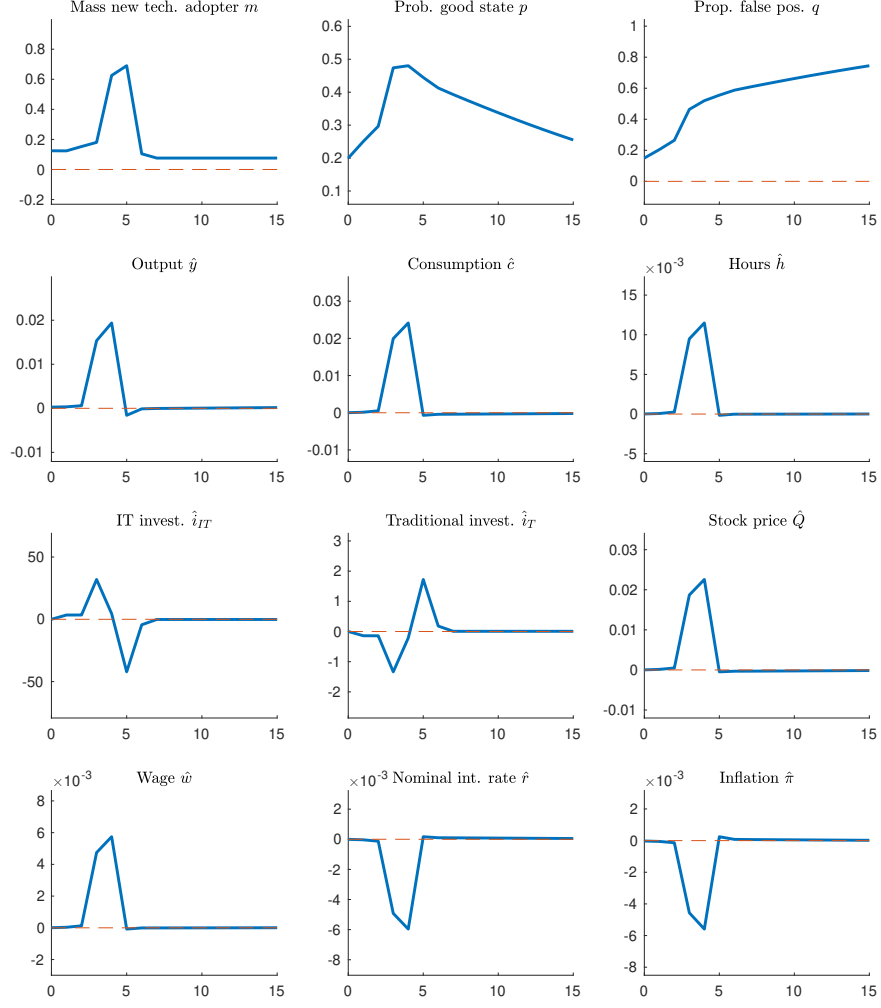 Mass new tech. adopter m
0.8
0.6
0.4
0.2
0
-0.2
0 5 10 15
Prob. good state p
0.6
0.5
0.4
0.3
0.2
0.1
0 5 10 15
Prop. false pos. q
1
0.8
0.6
0.4
0.2
0
0 5 10 15
Output ŷ
0.02
0.01
0
-0.01
0 5 10 15
Consumption ĉ
0.03
0.02
0.01
0
-0.01
0 5 10 15
×10⁻³ Hours ĥ
15
10
5
0
-5
0 5 10 15
IT invest. î_IT
50
0
-50
0 5 10 15
Traditional invest. î_T
3
2
1
0
-1
-2
0 5 10 15
Stock price Q̂
0.03
0.02
0.01
0
-0.01
0 5 10 15
×10⁻³ Wage ŵ
8
6
4
2
0
-2
0 5 10 15
×10⁻³ Nominal int. rate r̂
2
0
-2
-4
-6
-8
0 5 10 15
×10⁻³ Inflation π̂
2
0
-2
-4
-6
-8
0 5 10 15